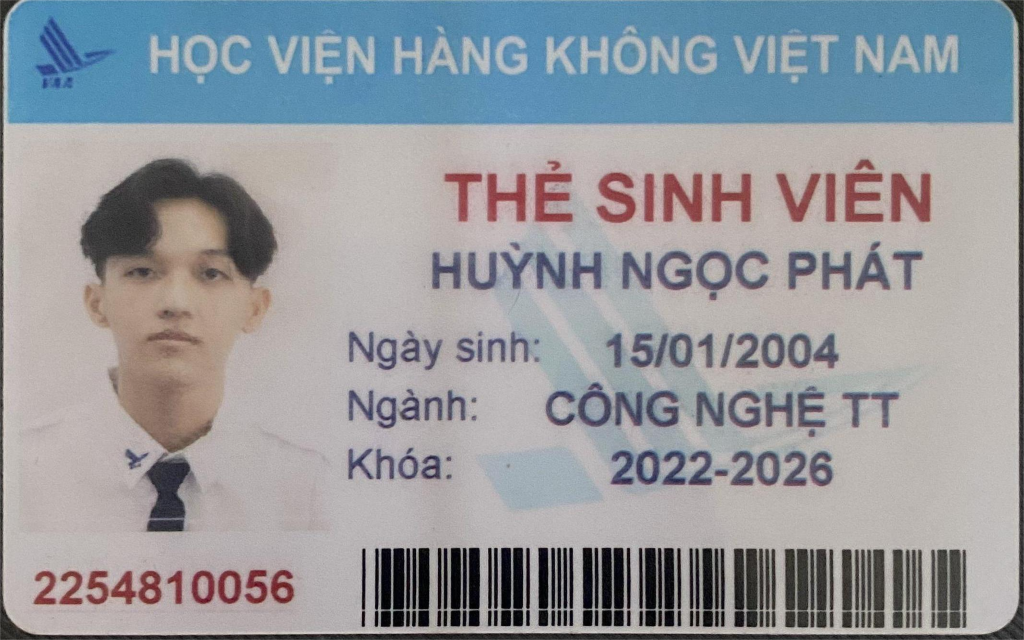 VAA
HỌC VIỆN HÀNG KHÔNG VIỆT NAM
THẺ SINH VIÊN
HUỲNH NGỌC PHÁT
Ngày sinh: 15/01/2004
Ngành: CÔNG NGHỆ TT
Khóa: 2022-2026
2254810056